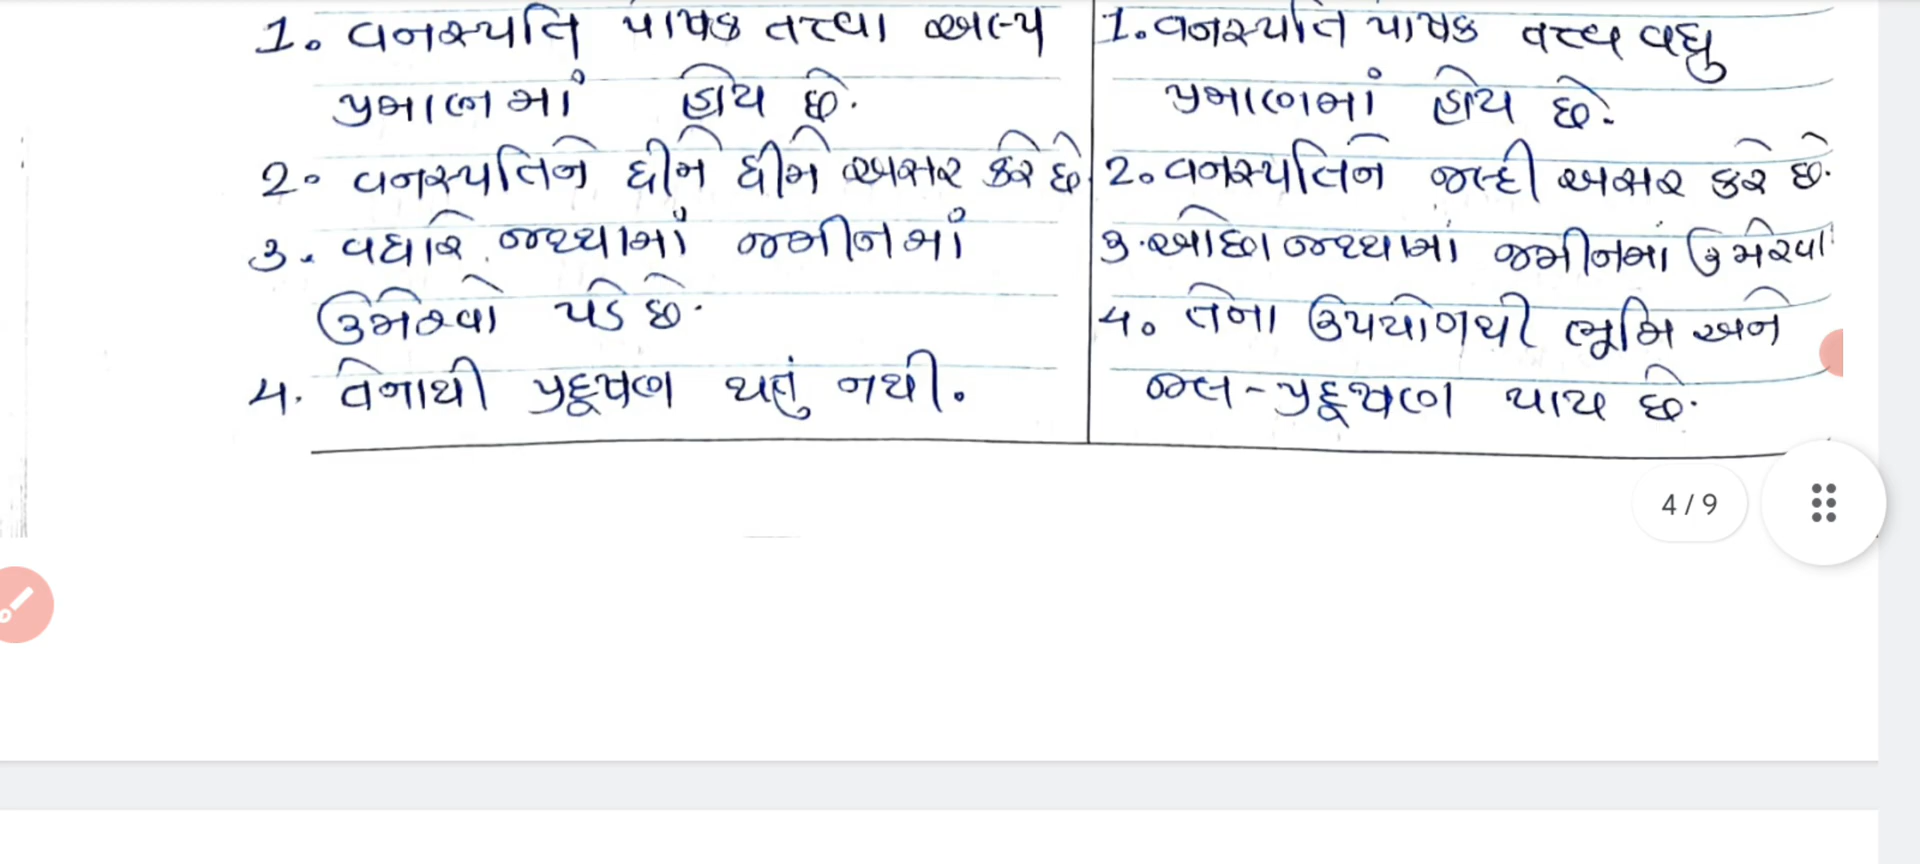 1. વનસ્પતિ પોષક તત્ત્વો અલ્પ
પ્રમાણમાં હોય છે.
2. વનસ્પતિને ધીમે ધીમે અસર કરે છે
3. વધારે જથ્થામાં જમીનમાં
ઉમેરવો પડે છે.
4. તેનાથી પ્રદૂષણ થતું નથી.
1. વનસ્પતિ પોષક તત્ત્વ વધુ
પ્રમાણમાં હોય છે.
2. વનસ્પતિને જલ્દી અસર કરે છે.
3. ઓછા જથ્થામાં જમીનમાં ઉમેરવા
4. તેના ઉપયોગથી ભૂમિ અને
જલ-પ્રદૂષણ થાય છે.
4 / 9